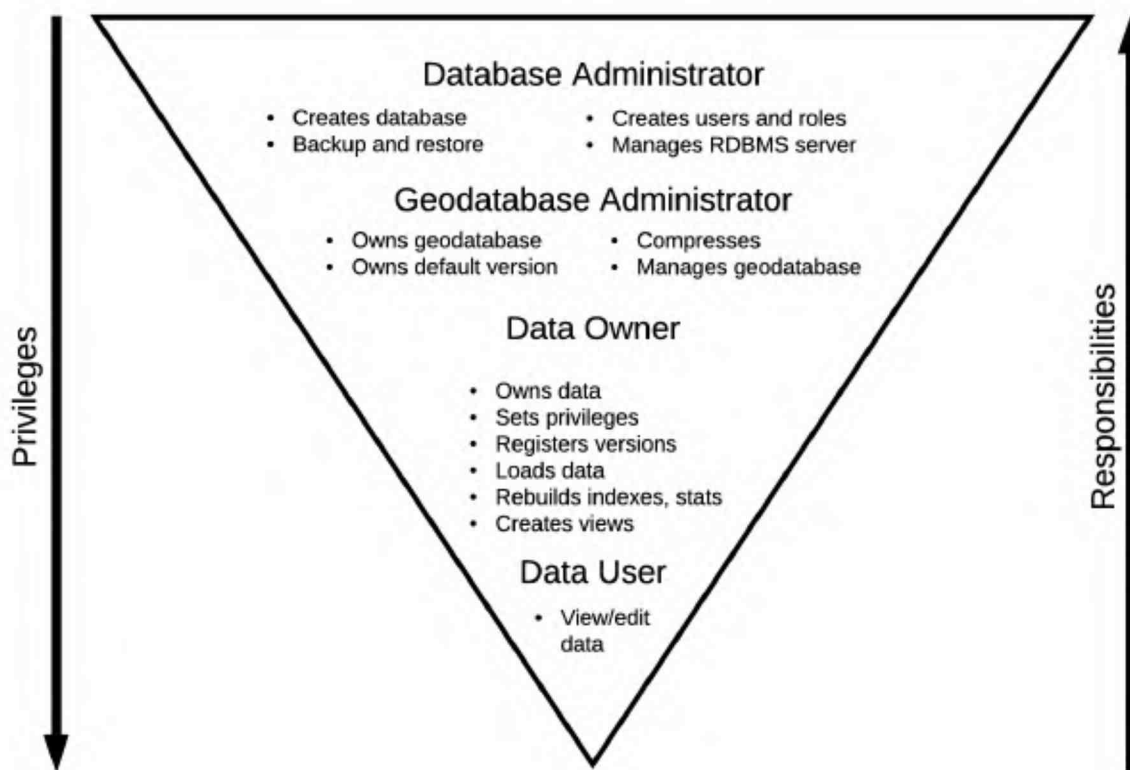 Database Administrator
• Creates database
• Backup and restore
• Creates users and roles
• Manages RDBMS server
Geodatabase Administrator
• Owns geodatabase
• Owns default version
• Compresses
• Manages geodatabase
Data Owner
• Owns data
• Sets privileges
• Registers versions
• Loads data
• Rebuilds indexes, stats
• Creates views
Data User
• View/edit
data
Privileges
Responsibilities